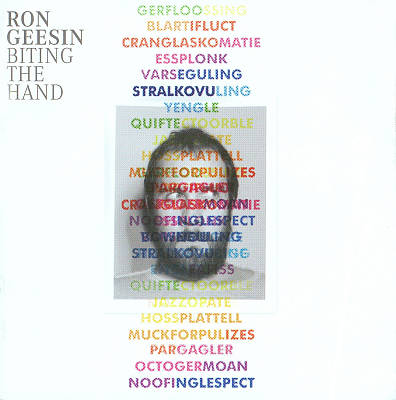 RON
GEESIN
BITING
THE
HAND
GERFLOOSSING
BLARTIFLUCT
CRANGLASKOMATIE
ESSPLONK
VARSEGULING
STRALKOVULING
YENGLE
QUIFTECTOORBLE
JAZZOPATE
HOSSPLATTELL
MUCKFORPULIZES
PARGAGLER
NOOFINGLESPECT
STRALKOVULING
QUIFTECTOORBLE
JAZZOPATE
HOSSPLATTELL
MUCKFORPULIZES
PARGAGLER
OCTOGERMOAN
NOOFINGLESPECT